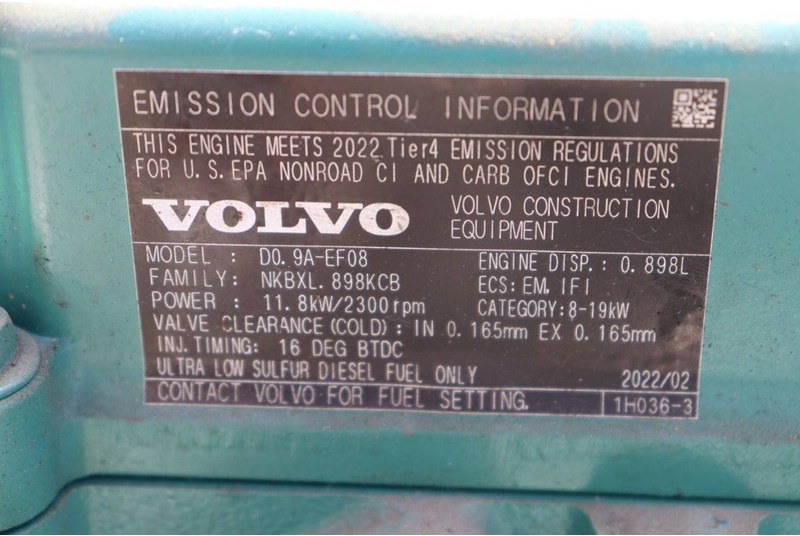 EMISSION CONTROL INFORMATION
THIS ENGINE MEETS 2022 Tier4 EMISSION REGULATIONS
FOR U.S.EPA NONROAD CI AND CARB OFCI ENGINES.
VOLVO
VOLVO CONSTRUCTION
EQUIPMENT
MODEL : D0.9A-EF08
ENGINE DISP.: 0.898L
FAMILY: NKBXL.898KCB
ECS:EM,IFI
POWER : 11.8kW/2300rpm
CATEGORY:8-19kW
VALVE CLEARANCE(COLD): IN 0.165mm EX 0.165mm
INJ.TIMING: 16 DEG BTDC
ULTRA LOW SULFUR DIESEL FUEL ONLY
2022/02
CONTACT VOLVO FOR FUEL SETTING.
1H036-3